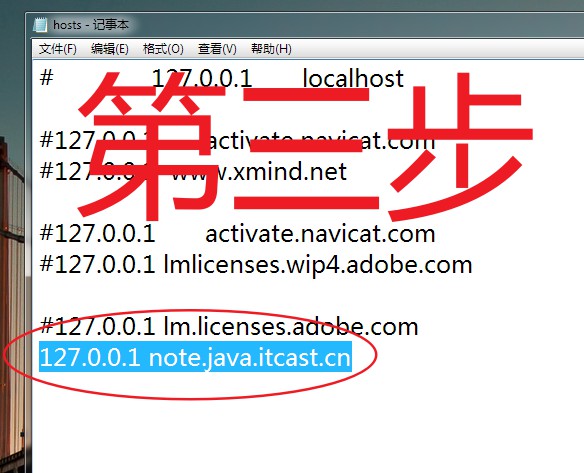 hosts - 记事本
文件(F) 编辑(E) 格式(O) 查看(V) 帮助(H)
# 127.0.0.1 localhost
第三步
#127.0.0.1 activate.navicat.com
#127.0.0.1 www.xmind.net
#127.0.0.1 activate.navicat.com
#127.0.0.1 lmlicenses.wip4.adobe.com
#127.0.0.1 lm.licenses.adobe.com
127.0.0.1 note.java.itcast.cn